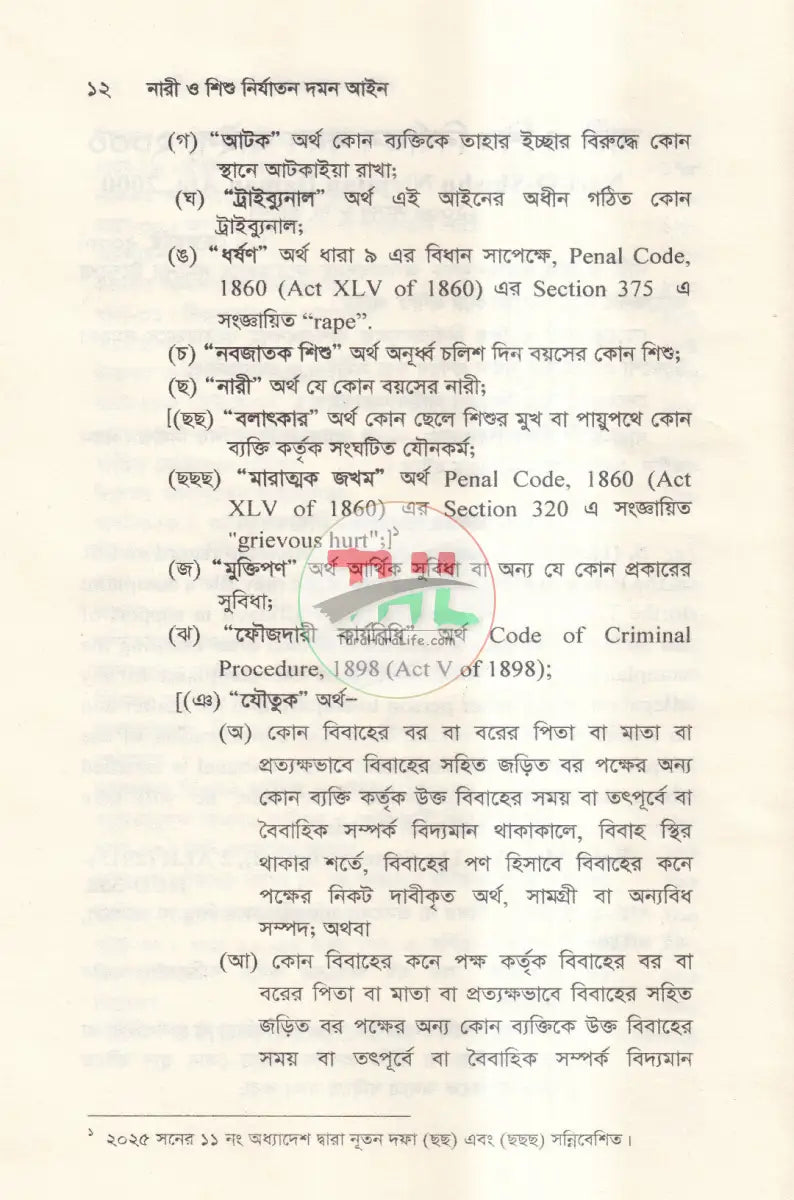 ১২ নারী ও শিশু নির্যাতন দমন আইন
(গ) “আটক” অর্থ কোন ব্যক্তিকে তাহার ইচ্ছার বিরুদ্ধে কোন
স্থানে আটকাইয়া রাখা;
(ঘ) “ট্রাইব্যুনাল” অর্থ এই আইনের অধীন গঠিত কোন
ট্রাইব্যুনাল;
(ঙ) “ধর্ষণ” অর্থ ধারা ৯ এর বিধান সাপেক্ষে, Penal Code,
1860 (Act XLV of 1860) এর Section 375 এ
সংজ্ঞায়িত “rape”.
(চ) “নবজাতক শিশু” অর্থ অনূর্ধ্ব চলিশ দিন বয়সের কোন শিশু;
(ছ) “নারী” অর্থ যে কোন বয়সের নারী;
[(ছছ) “বলাৎকার” অর্থ কোন ছেলে শিশুর মুখ বা পায়ুপথে কোন
ব্যক্তি কর্তৃক সংঘটিত যৌনকর্ম;
(ছছছ) “মারাত্মক জখম” অর্থ Penal Code, 1860 (Act
XLV of 1860) এর Section 320 এ সংজ্ঞায়িত
"grievous hurt";]১
(জ) “মুক্তিপণ” অর্থ আর্থিক সুবিধা বা অন্য যে কোন প্রকারের
সুবিধা;
(ঝ) “ফৌজদারী কার্যবিধি” অর্থ Code of Criminal
Procedure, 1898 (Act V of 1898);
[(ঞ) “যৌতুক” অর্থ–
(অ) কোন বিবাহের বর বা বরের পিতা বা মাতা বা
প্রত্যক্ষভাবে বিবাহের সহিত জড়িত বর পক্ষের অন্য
কোন ব্যক্তি কর্তৃক উক্ত বিবাহের সময় বা তৎপূর্বে বা
বৈবাহিক সম্পর্ক বিদ্যমান থাকাকালে, বিবাহ স্থির
থাকার শর্তে, বিবাহের পণ হিসাবে বিবাহের কনে
পক্ষের নিকট দাবীকৃত অর্থ, সামগ্রী বা অন্যবিধ
সম্পদ; অথবা
(আ) কোন বিবাহের কনে পক্ষ কর্তৃক বিবাহের বর বা
বরের পিতা বা মাতা বা প্রত্যক্ষভাবে বিবাহের সহিত
জড়িত বর পক্ষের অন্য কোন ব্যক্তিকে উক্ত বিবাহের
সময় বা তৎপূর্বে বা বৈবাহিক সম্পর্ক বিদ্যমান
১ ২০২৫ সনের ১১ নং অধ্যাদেশ দ্বারা নূতন দফা (ছছ) এবং (ছছছ) সন্নিবেশিত।
THL
TaraHuraLife.com